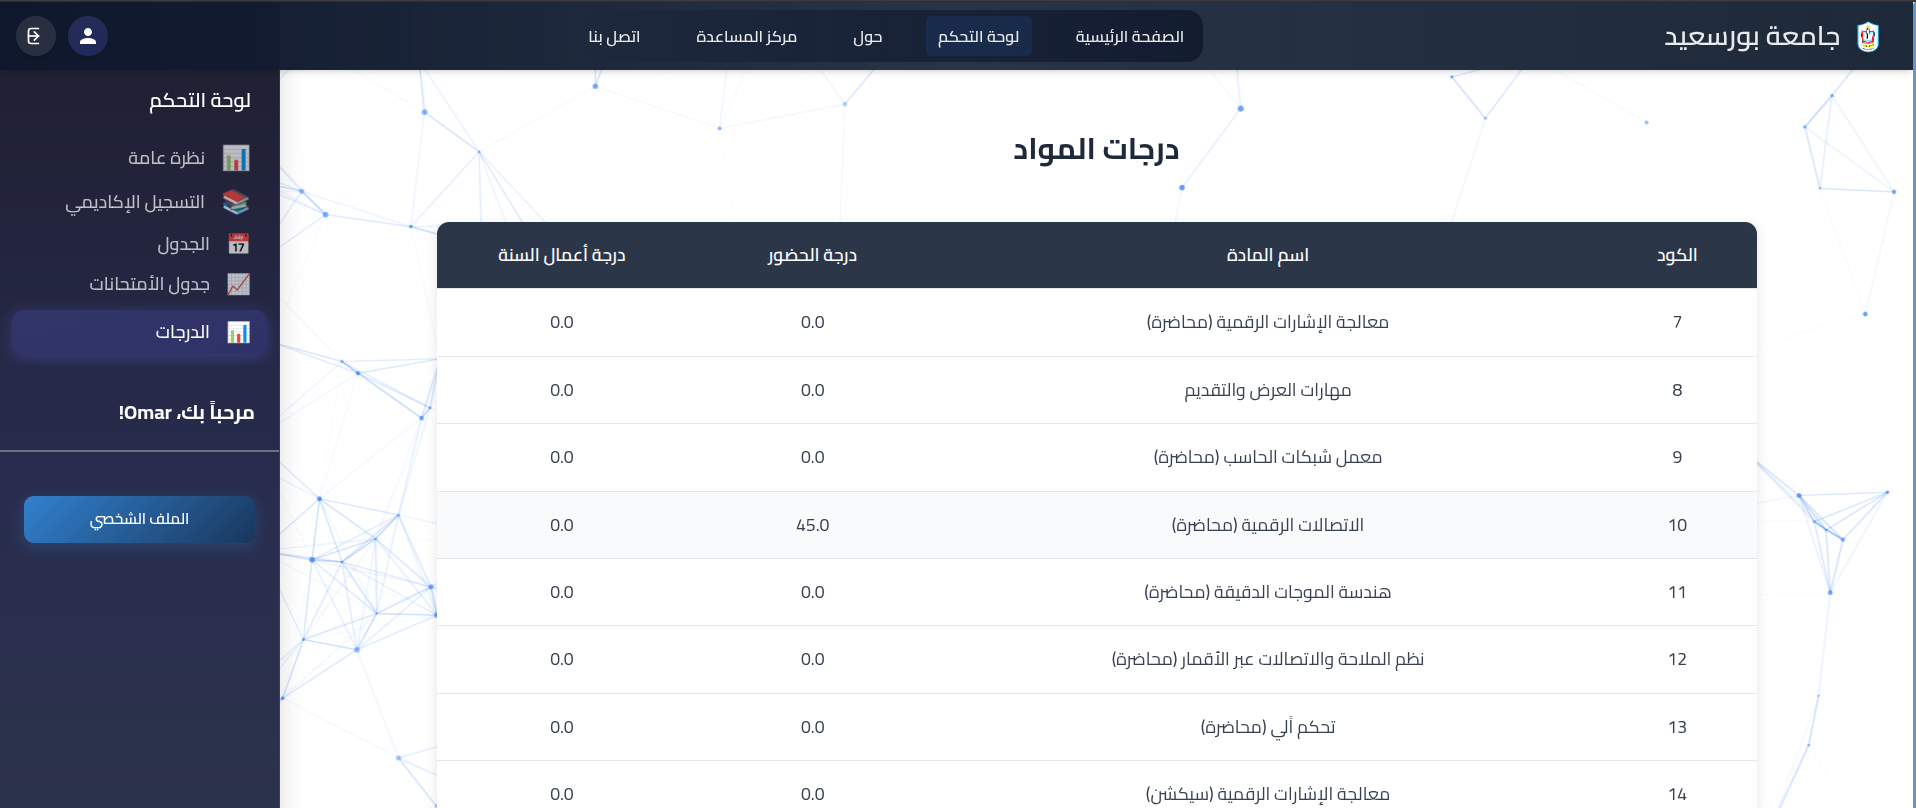 جامعة بورسعيد
الصفحة الرئيسية
لوحة التحكم
حول
مركز المساعدة
اتصل بنا
لوحة التحكم
نظرة عامة
التسجيل الإكاديمي
الجدول
جدول الأمتحانات
الدرجات
مرحباً بك، Omar!
الملف الشخصي
درجات المواد
الكود اسم المادة درجة الحضور درجة أعمال السنة
7 معالجة الإشارات الرقمية (محاضرة) 0.0 0.0
8 مهارات العرض والتقديم 0.0 0.0
9 معمل شبكات الحاسب (محاضرة) 0.0 0.0
10 الاتصالات الرقمية (محاضرة) 45.0 0.0
11 هندسة الموجات الدقيقة (محاضرة) 0.0 0.0
12 نظم الملاحة والاتصالات عبر الأقمار (محاضرة) 0.0 0.0
13 تحكم اَلي (محاضرة) 0.0 0.0
14 معالجة الإشارات الرقمية (سيكشن) 0.0 0.0